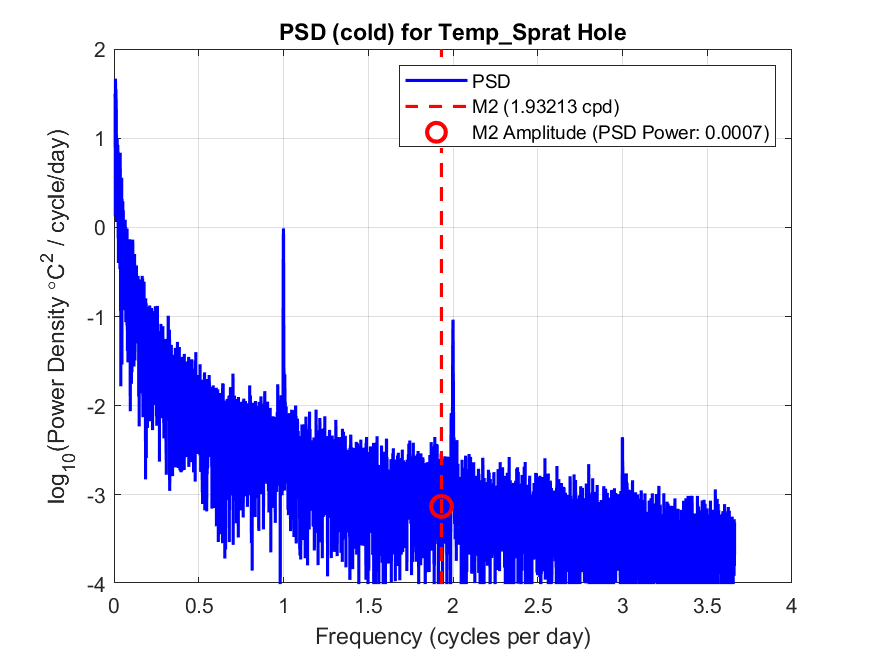 PSD (cold) for Temp_Sprat Hole
PSD
M2 (1.93213 cpd)
M2 Amplitude (PSD Power: 0.0007)
log10(Power Density °C2 / cycle/day)
2
1
0
-1
-2
-3
-4
0 0.5 1 1.5 2 2.5 3 3.5 4
Frequency (cycles per day)